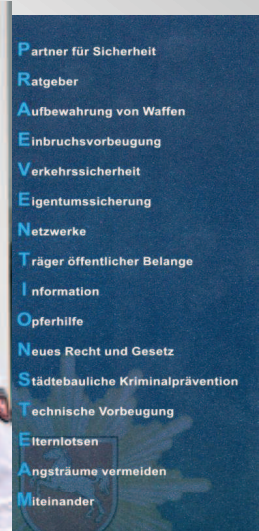 Partner für Sicherheit
Ratgeber
Aufbewahrung von Waffen
Einbruchsvorbeugung
Verkehrssicherheit
Eigentumssicherung
Netzwerke
Träger öffentlicher Belange
Information
Opferhilfe
Neues Recht und Gesetz
Städtebauliche Kriminalprävention
Technische Vorbeugung
Elternlotsen
Angsträume vermeiden
Miteinander